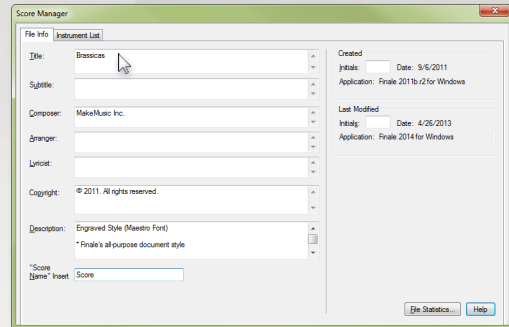 Score Manager
File Info Instrument List
Title: Brassicas
Subtitle:
Composer: MakeMusic Inc.
Arranger:
Lyricist:
Copyright: © 2011. All rights reserved.
Description: Engraved Style (Maestro Font)
* Finale's all-purpose document style
"Score
Name" Insert Score
Created
Initials: Date: 9/6/2011
Application: Finale 2011b.r2 for Windows
Last Modified
Initials: Date: 4/26/2013
Application: Finale 2014 for Windows
File Statistics... Help